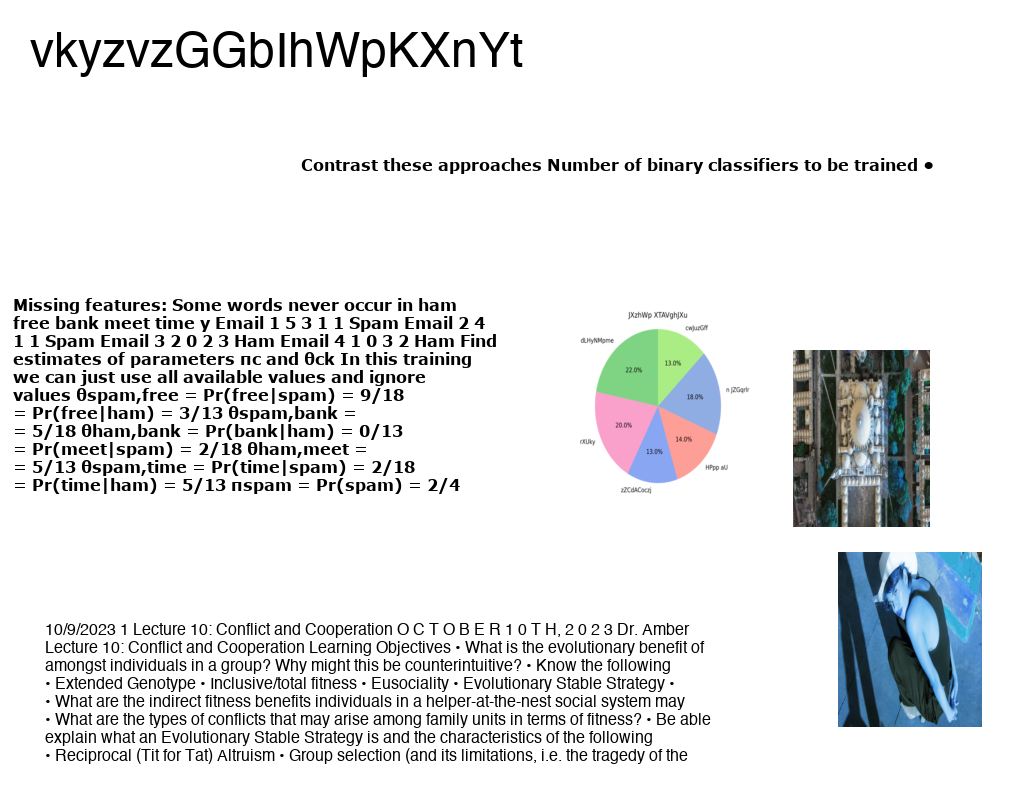 vkyzvzGGbIhWpKXnYt
Contrast these approaches Number of binary classifiers to be trained •
Missing features: Some words never occur in ham
free bank meet time y Email 1 5 3 1 1 Spam Email 2 4
1 1 Spam Email 3 2 0 2 3 Ham Email 4 1 0 3 2 Ham Find
estimates of parameters πc and θck In this training
we can just use all available values and ignore
values θspam,free = Pr(free|spam) = 9/18
= Pr(free|ham) = 3/13 θspam,bank =
= 5/18 θham,bank = Pr(bank|ham) = 0/13
= Pr(meet|spam) = 2/18 θham,meet =
= 5/13 θspam,time = Pr(time|spam) = 2/18
= Pr(time|ham) = 5/13 πspam = Pr(spam) = 2/4
JXzhWp XTAVghJXu
cwjuzGff
dLHyNMpme
13.0%
22.0%
n JZGqrIr
18.0%
20.0%
14.0%
rXUky
13.0%
HPpp aU
zZCdACoczj
10/9/2023 1 Lecture 10: Conflict and Cooperation O C T O B E R 1 0 T H, 2 0 2 3 Dr. Amber
Lecture 10: Conflict and Cooperation Learning Objectives • What is the evolutionary benefit of
amongst individuals in a group? Why might this be counterintuitive? • Know the following
• Extended Genotype • Inclusive/total fitness • Eusociality • Evolutionary Stable Strategy •
• What are the indirect fitness benefits individuals in a helper-at-the-nest social system may
• What are the types of conflicts that may arise among family units in terms of fitness? • Be able
explain what an Evolutionary Stable Strategy is and the characteristics of the following
• Reciprocal (Tit for Tat) Altruism • Group selection (and its limitations, i.e. the tragedy of the